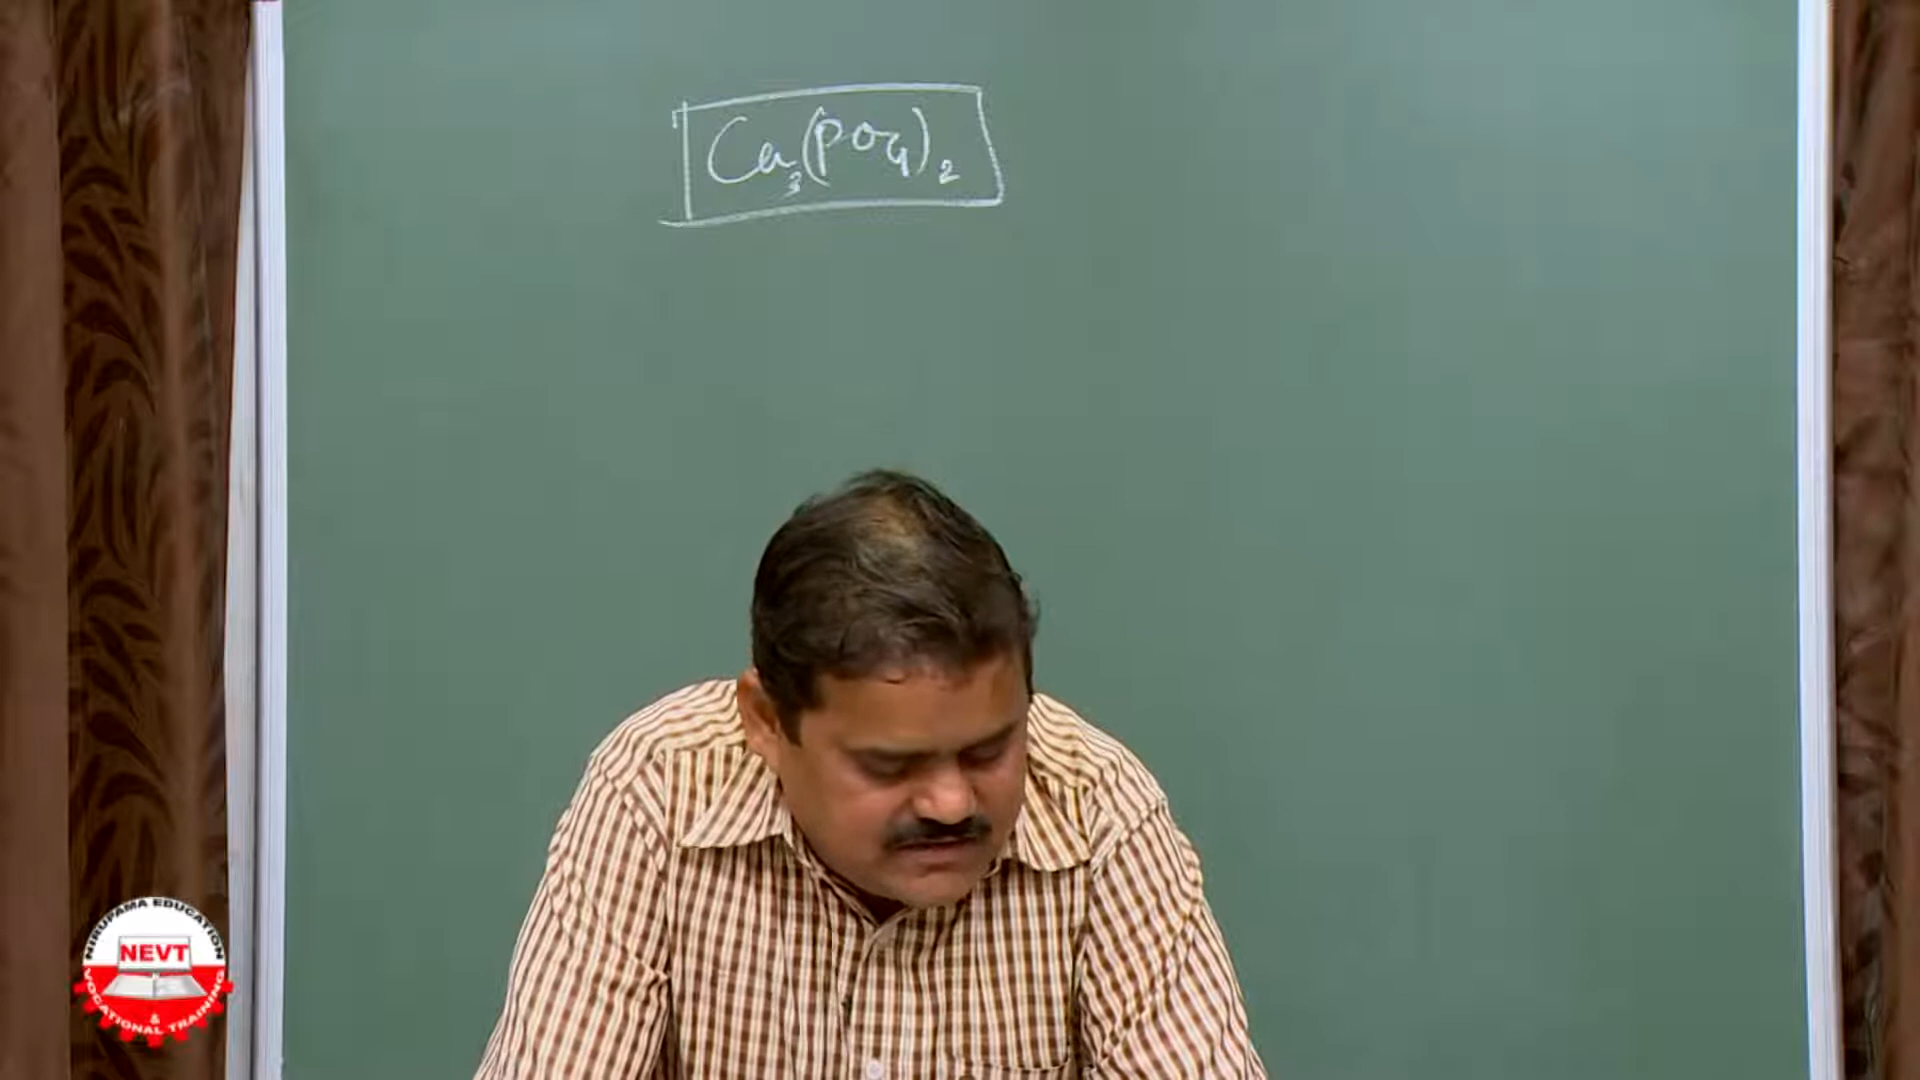 Ca₃(PO₄)₂
NIRUPAMA EDUCATION
NEVT
&
VOCATIONAL TRAINING